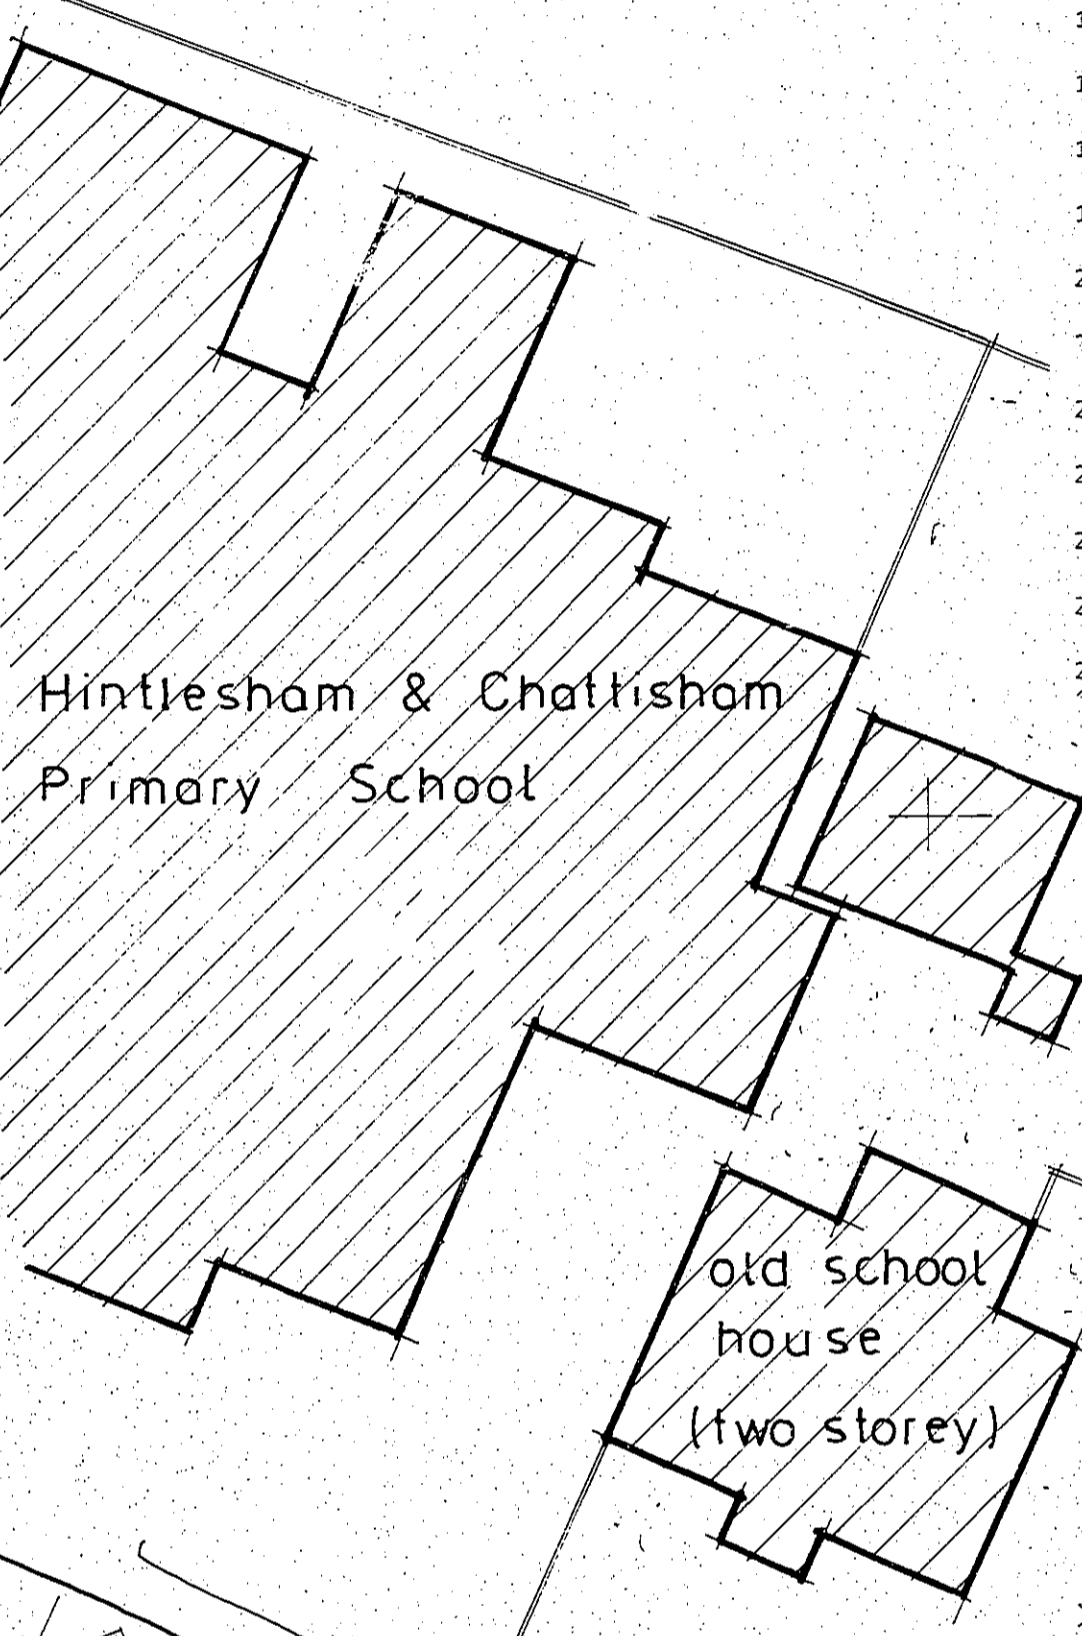 Hintlesham & Chattisham
Primary School
old school
house
(two storey)